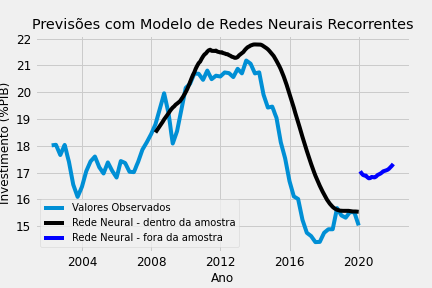 Previsões com Modelo de Redes Neurais Recorrentes
22
21
20
19
18
17
16
15
Investimento (%PIB)
Valores Observados
Rede Neural - dentro da amostra
Rede Neural - fora da amostra
2004
2008
2012
2016
2020
Ano